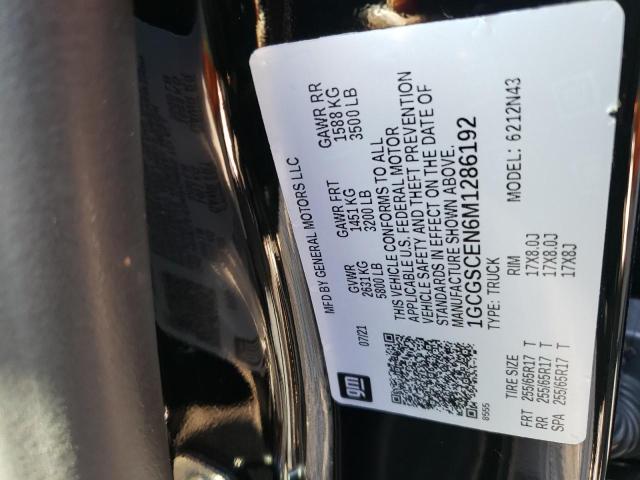 gm
MFD BY GENERAL MOTORS LLC
07/21
GVWR GAWR FRT GAWR RR
2631 KG 1451 KG 1588 KG
5800 LB 3200 LB 3500 LB
THIS VEHICLE CONFORMS TO ALL
APPLICABLE U.S. FEDERAL MOTOR
VEHICLE SAFETY AND THEFT PREVENTION
STANDARDS IN EFFECT ON THE DATE OF
MANUFACTURE SHOWN ABOVE.
1GCGSCEN6M1286192
8555
TYPE: TRUCK MODEL: 6212N43
TIRE SIZE RIM
FRT 255/65R17 T 17X8.0J
RR 255/65R17 T 17X8.0J
SPA 255/65R17 T 17X8J